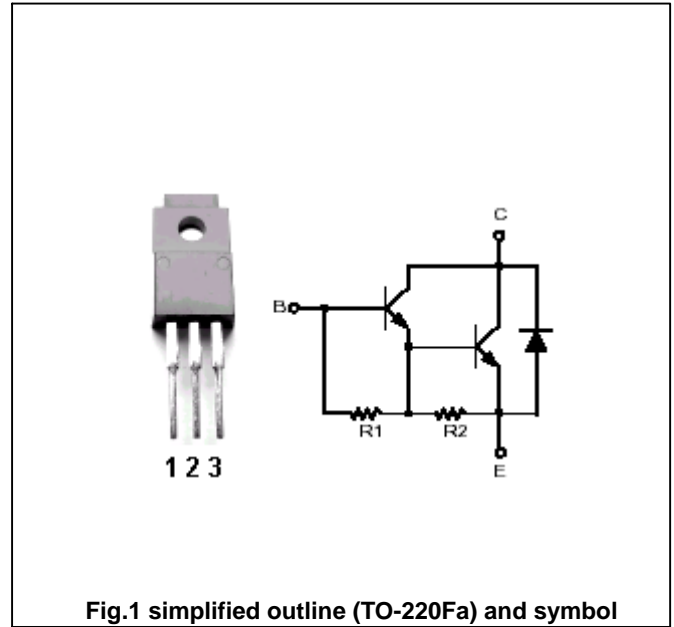 C
B
R1
R2
E
1 2 3
Fig.1 simplified outline (TO-220Fa) and symbol